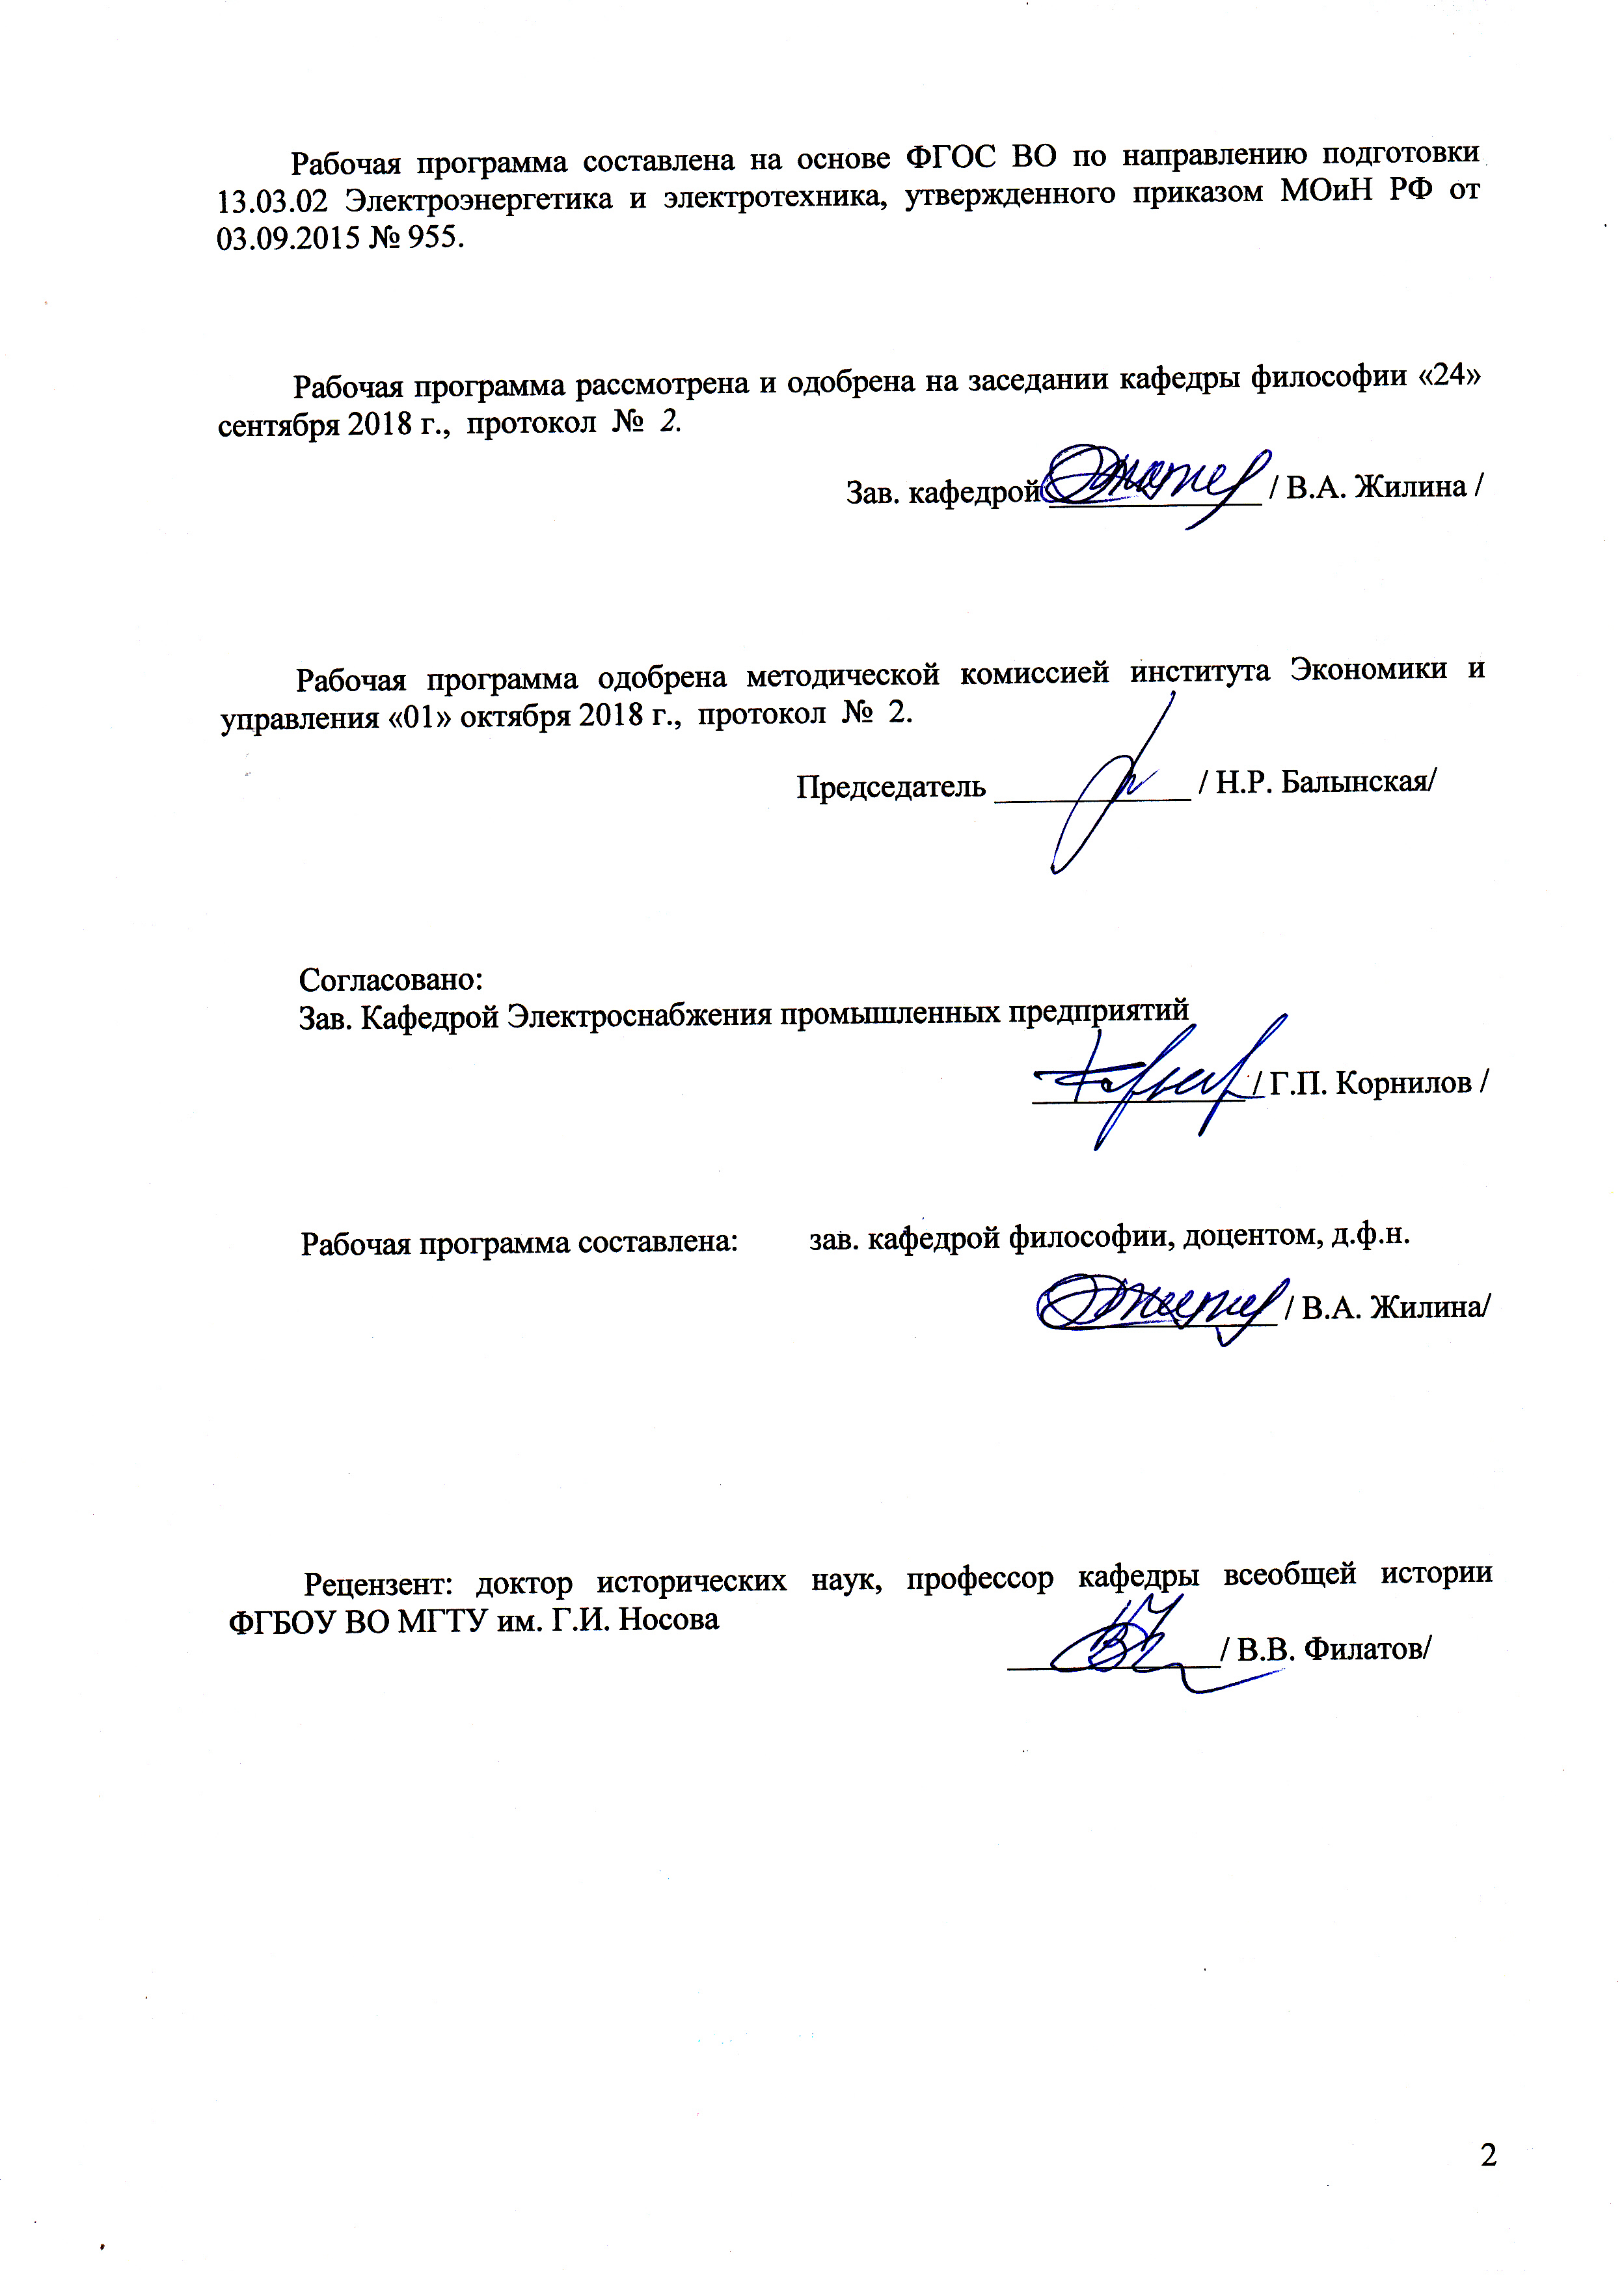 Рабочая программа составлена на основе ФГОС ВО по направлению подготовки
13.03.02 Электроэнергетика и электротехника, утвержденного приказом МОиН РФ от
03.09.2015 № 955.
Рабочая программа рассмотрена и одобрена на заседании кафедры философии «24»
сентября 2018 г., протокол № 2.
Зав. кафедрой / В.А. Жилина /
Рабочая программа одобрена методической комиссией института Экономики и
управления «01» октября 2018 г., протокол № 2.
Председатель / Н.Р. Балынская/
Согласовано:
Зав. Кафедрой Электроснабжения промышленных предприятий
/ Г.П. Корнилов /
Рабочая программа составлена: зав. кафедрой философии, доцентом, д.ф.н.
/ В.А. Жилина/
Рецензент: доктор исторических наук, профессор кафедры всеобщей истории
ФГБОУ ВО МГТУ им. Г.И. Носова
/ В.В. Филатов/
2